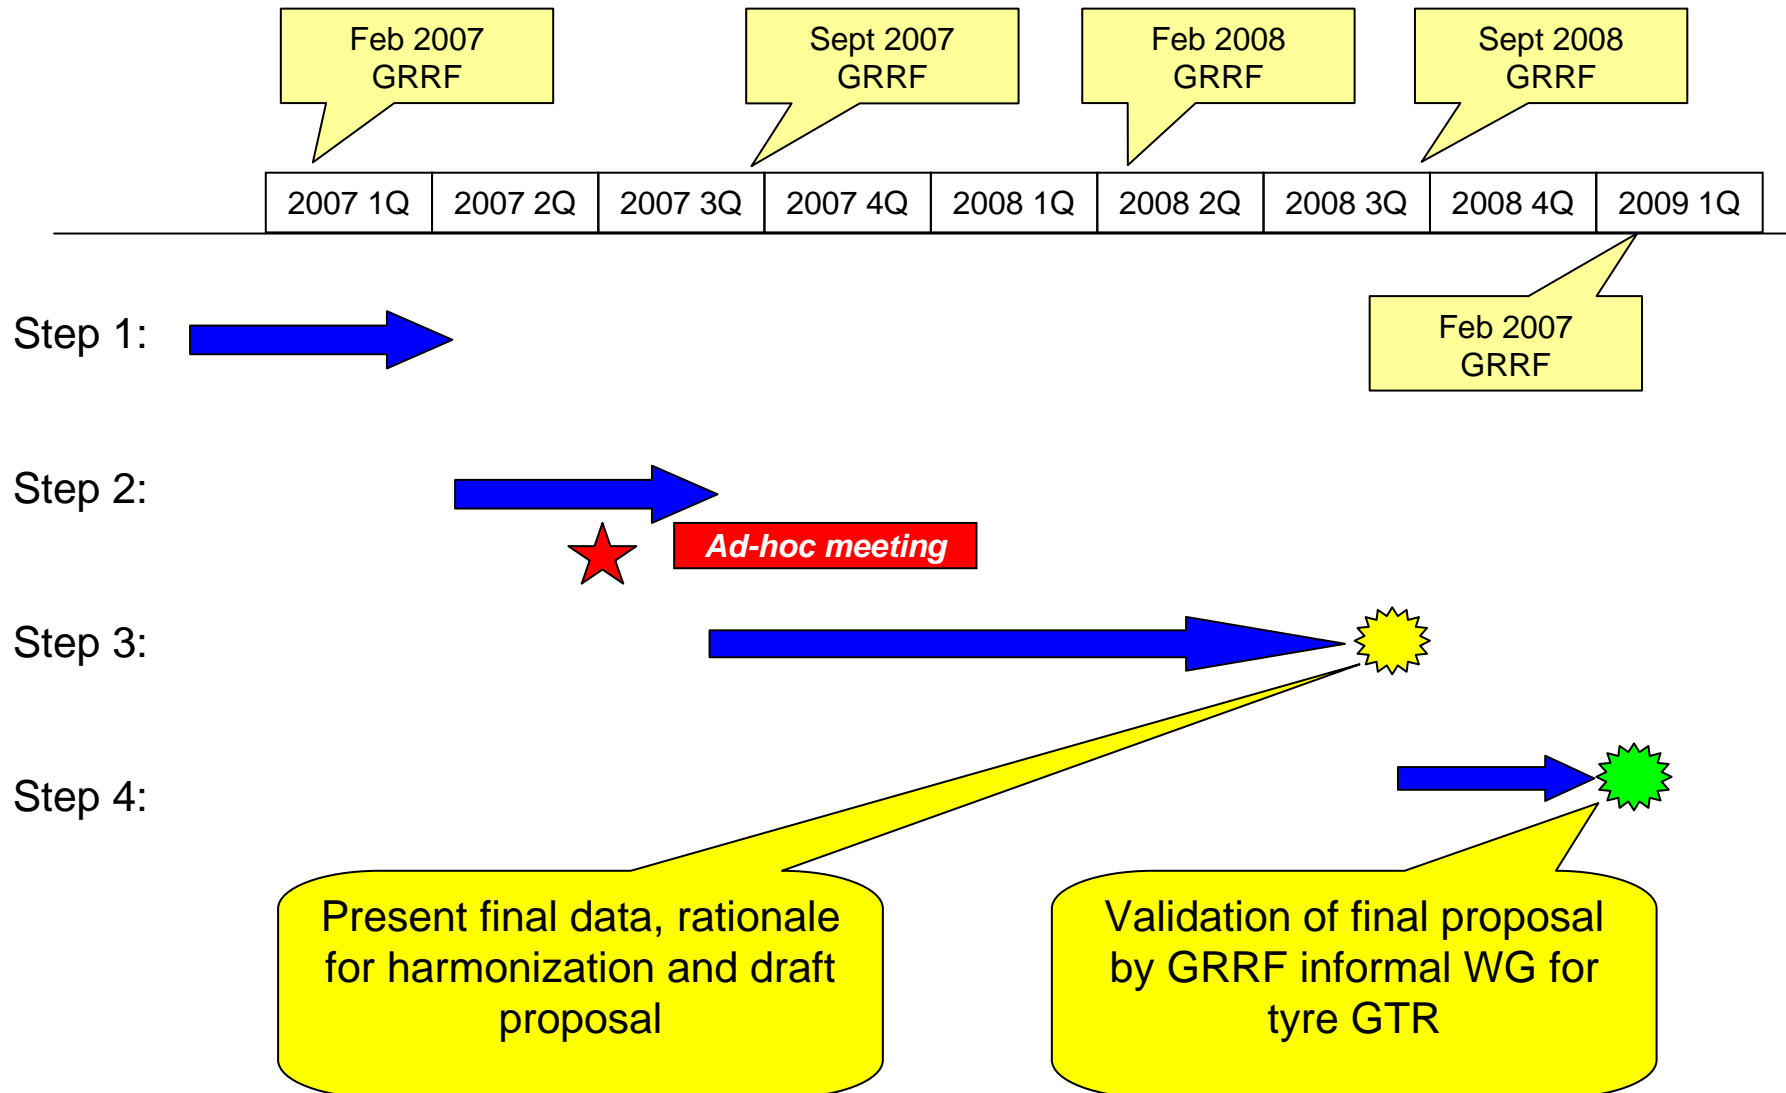 Feb 2007
GRRF
Sept 2007
GRRF
Feb 2008
GRRF
Sept 2008
GRRF
2007 1Q
2007 2Q
2007 3Q
2007 4Q
2008 1Q
2008 2Q
2008 3Q
2008 4Q
2009 1Q
Feb 2007
GRRF
Step 1:
Step 2:
Ad-hoc meeting
Step 3:
Step 4:
Present final data, rationale
for harmonization and draft
proposal
Validation of final proposal
by GRRF informal WG for
tyre GTR